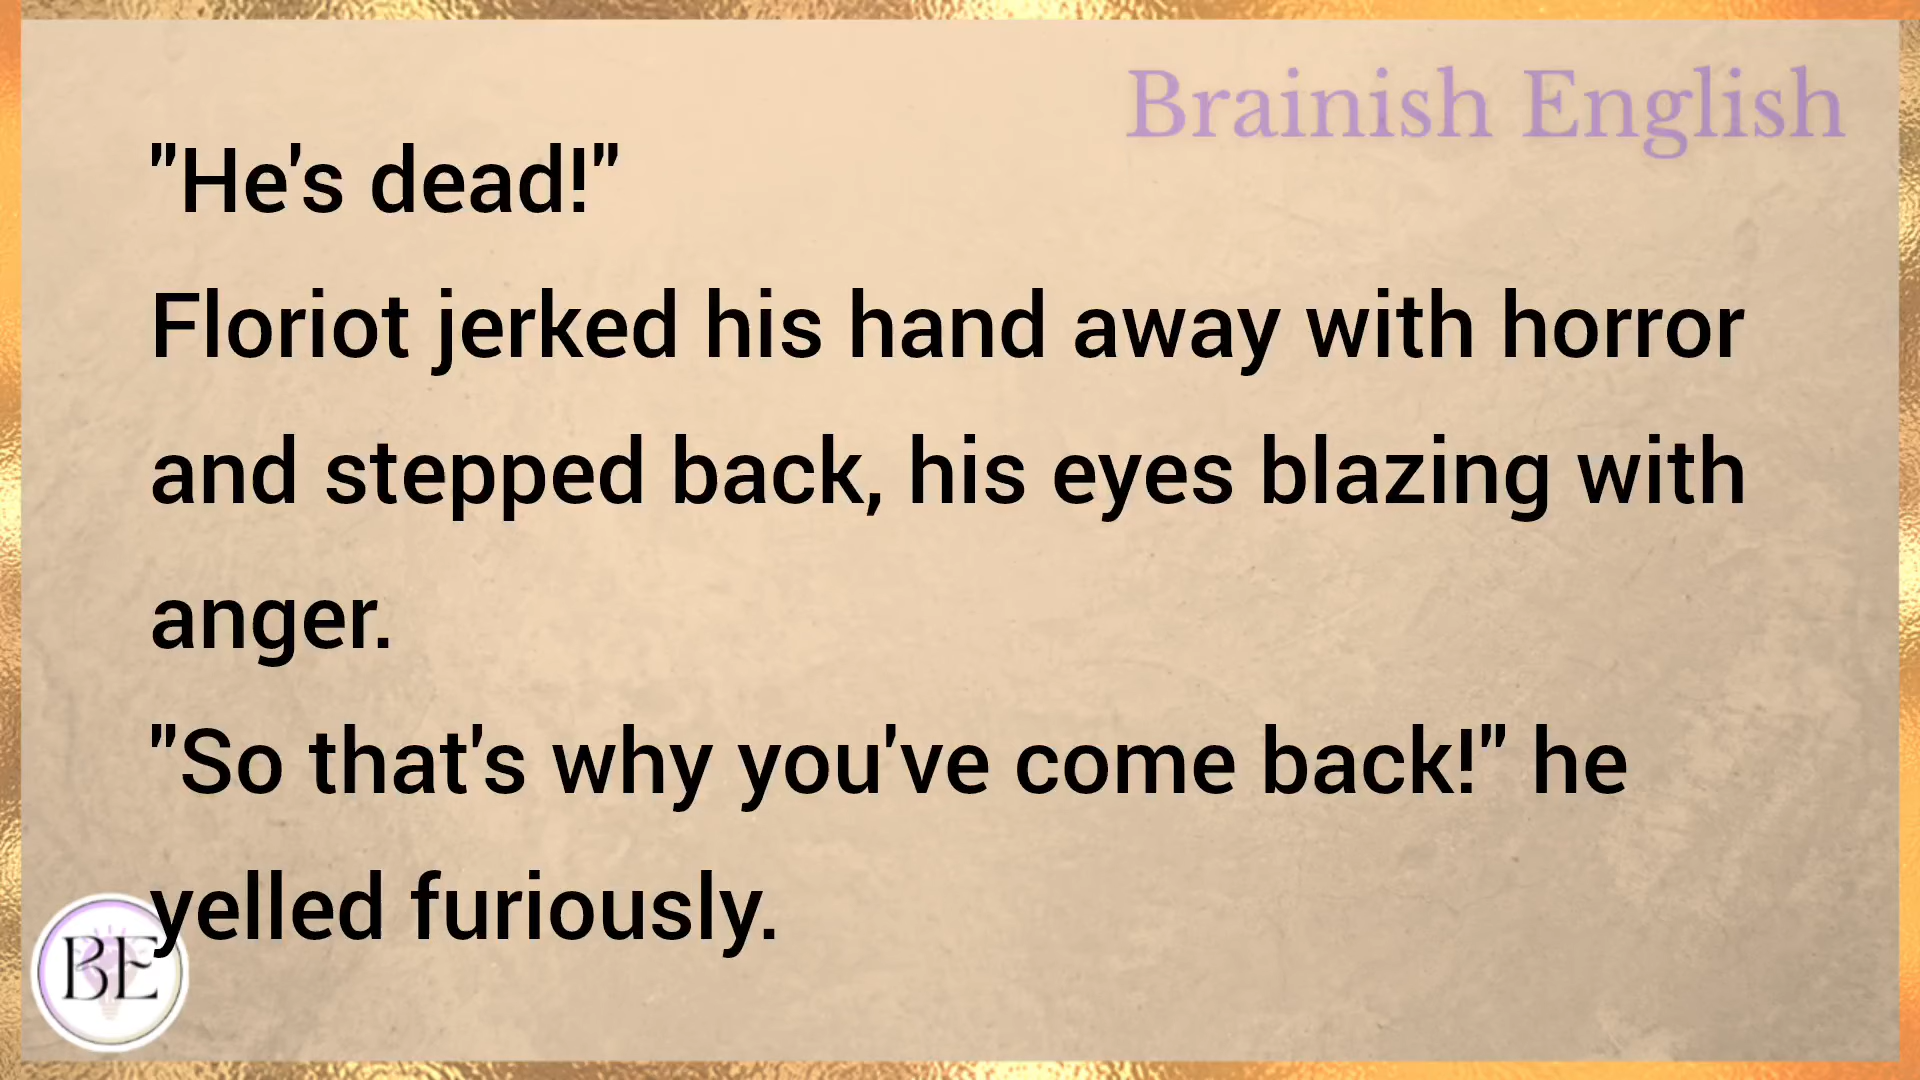 Brainish English
"He's dead!"
Floriot jerked his hand away with horror
and stepped back, his eyes blazing with
anger.
"So that's why you've come back!" he
yelled furiously.
BE